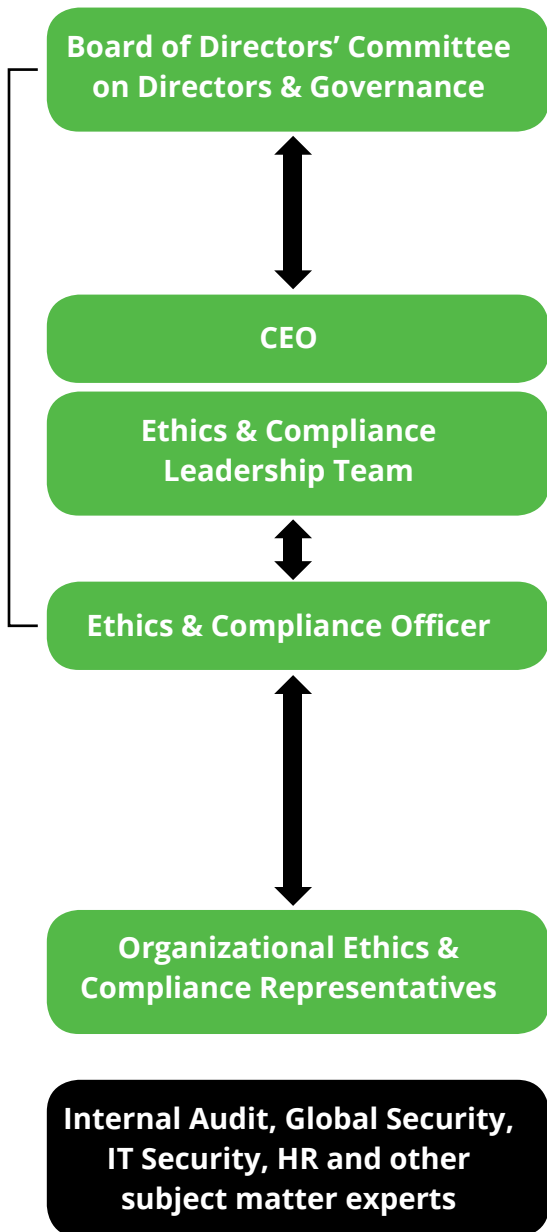 Board of Directors’ Committee
on Directors & Governance
CEO
Ethics & Compliance
Leadership Team
Ethics & Compliance Officer
Organizational Ethics &
Compliance Representatives
Internal Audit, Global Security,
IT Security, HR and other
subject matter experts